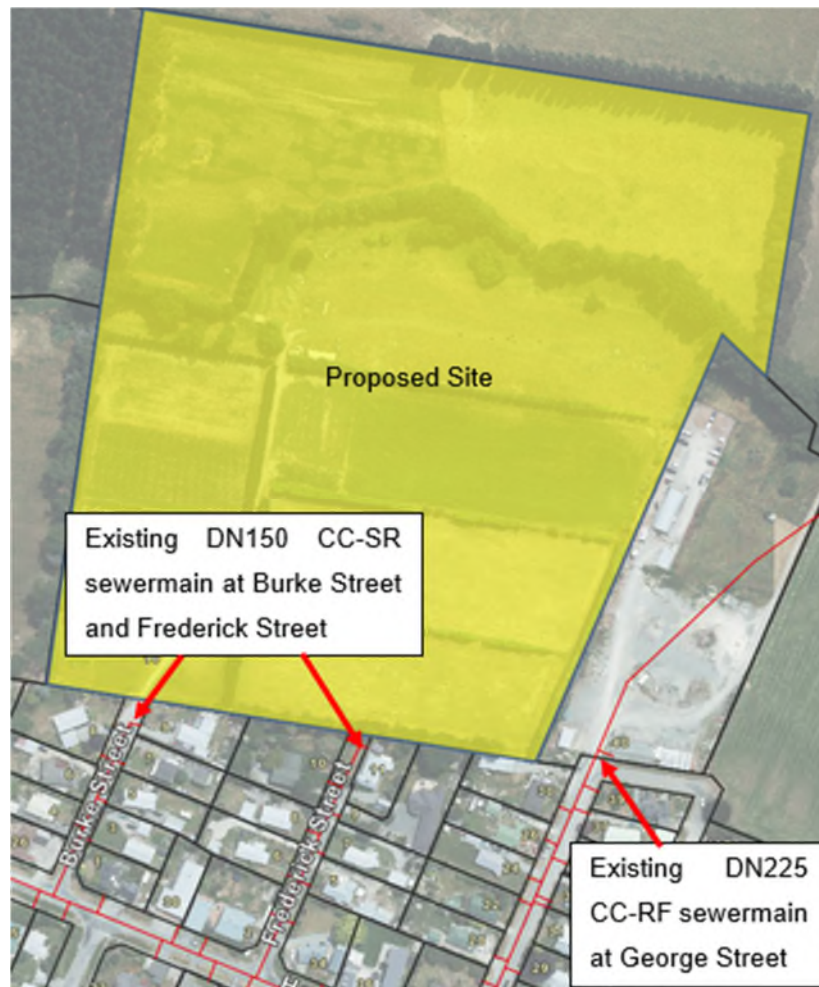 Proposed Site
Existing DN150 CC-SR
sewermain at Burke Street
and Frederick Street
Burke Street
Frederick Street
Existing DN225
CC-RF sewermain
at George Street